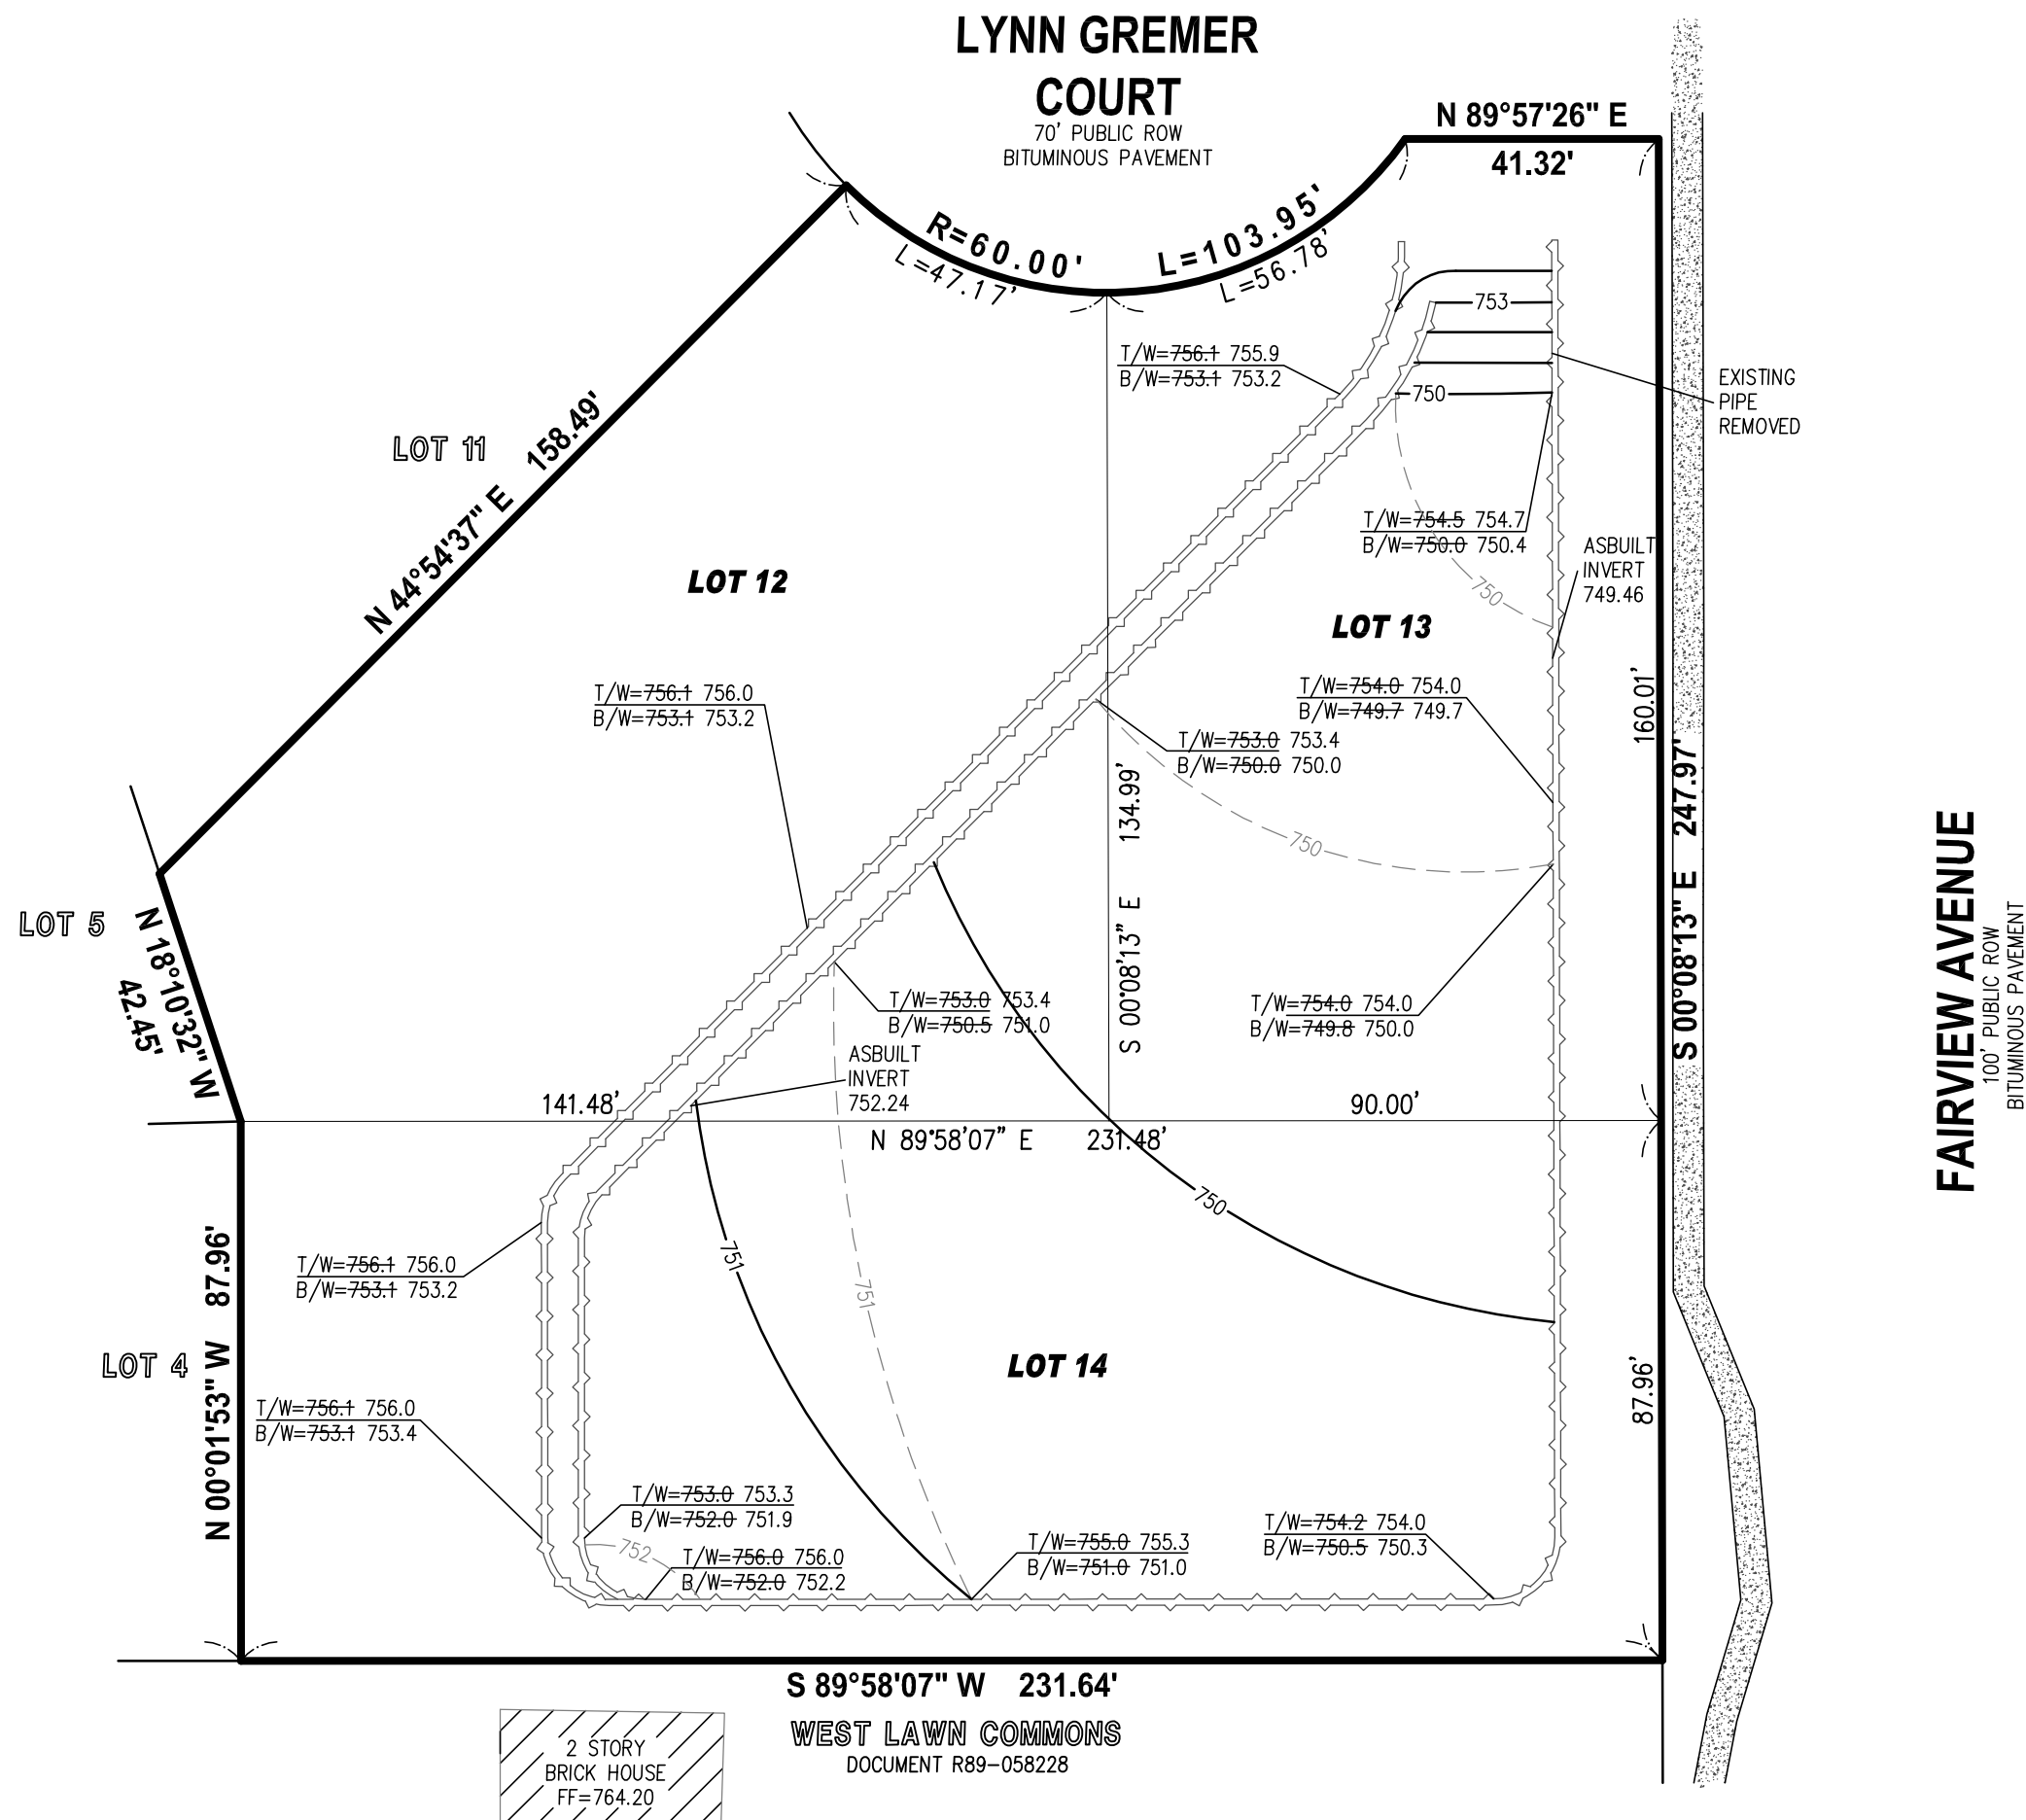 LYNN GREMER
COURT
70' PUBLIC ROW
BITUMINOUS PAVEMENT
N 89°57'26" E
41.32'
R=60.00'
L=103.95'
L=47.17'
L=56.78'
753
T/W=756.1 755.9
B/W=753.1 753.2
750
EXISTING
PIPE
REMOVED
LOT 11
N 44°54'37" E 158.49'
T/W=754.5 754.7
B/W=750.0 750.4
ASBUILT
INVERT
749.46
750
LOT 12
LOT 13
T/W=756.1 756.0
B/W=753.1 753.2
T/W=754.0 754.0
B/W=749.7 749.7
160.01'
T/W=753.0 753.4
B/W=750.0 750.0
S 00°08'13" E 134.99'
750
S 00°08'13" E 247.97'
FAIRVIEW AVENUE
100' PUBLIC ROW
BITUMINOUS PAVEMENT
LOT 5
N 18°10'32" W
42.45'
T/W=753.0 753.4
B/W=750.5 751.0
T/W=754.0 754.0
B/W=749.8 750.0
ASBUILT
INVERT
752.24
141.48'
90.00'
N 89°58'07" E 231.48'
750
751
751
T/W=756.1 756.0
B/W=753.1 753.2
N 00°01'53" W 87.96'
LOT 4
LOT 14
87.96'
T/W=756.1 756.0
B/W=753.1 753.4
T/W=753.0 753.3
B/W=752.0 751.9
752
T/W=756.0 756.0
B/W=752.0 752.2
T/W=755.0 755.3
B/W=751.0 751.0
T/W=754.2 754.0
B/W=750.5 750.3
S 89°58'07" W 231.64'
WEST LAWN COMMONS
DOCUMENT R89-058228
2 STORY
BRICK HOUSE
FF=764.20